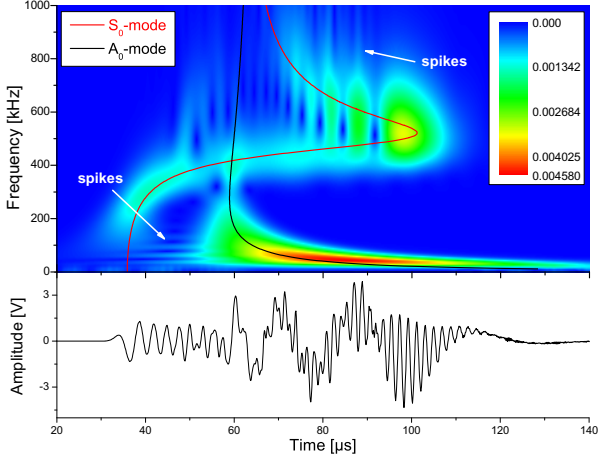 1000
800
600
400
200
0
Frequency [kHz]
S0-mode
A0-mode
spikes
spikes
0.000
0.001342
0.002684
0.004025
0.004580
3
0
-3
Amplitude [V]
20 40 60 80 100 120 140
Time [µs]